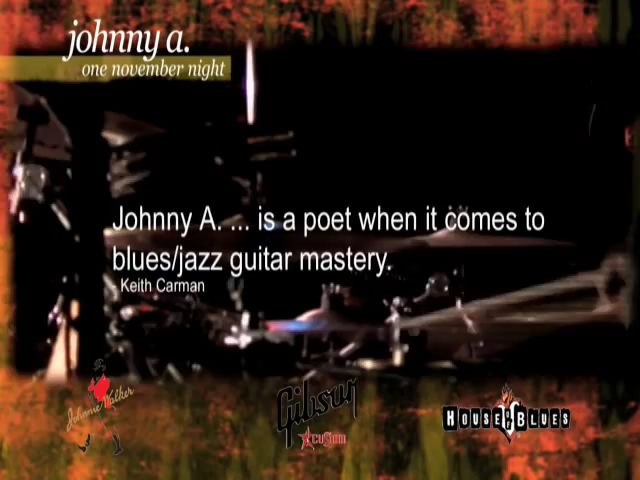 johnny a.
one november night
Johnny A. ... is a poet when it comes to
blues/jazz guitar mastery.
- Keith Carman
Johnnie Walker
Gibson
CUSTOM
HOUSE OF BLUES